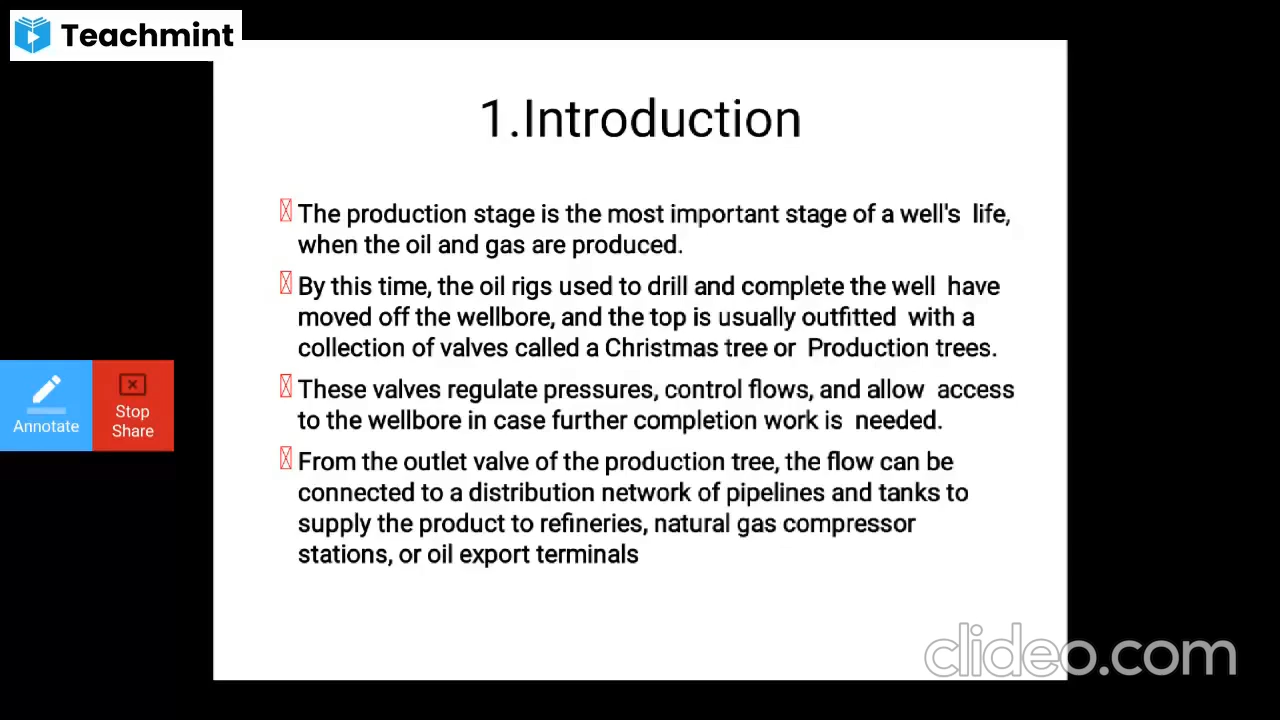 Teachmint
1.Introduction
The production stage is the most important stage of a well's life,
when the oil and gas are produced.
By this time, the oil rigs used to drill and complete the well have
moved off the wellbore, and the top is usually outfitted with a
collection of valves called a Christmas tree or Production trees.
These valves regulate pressures, control flows, and allow access
to the wellbore in case further completion work is needed.
From the outlet valve of the production tree, the flow can be
connected to a distribution network of pipelines and tanks to
supply the product to refineries, natural gas compressor
stations, or oil export terminals
Annotate
Stop
Share
clideo.com